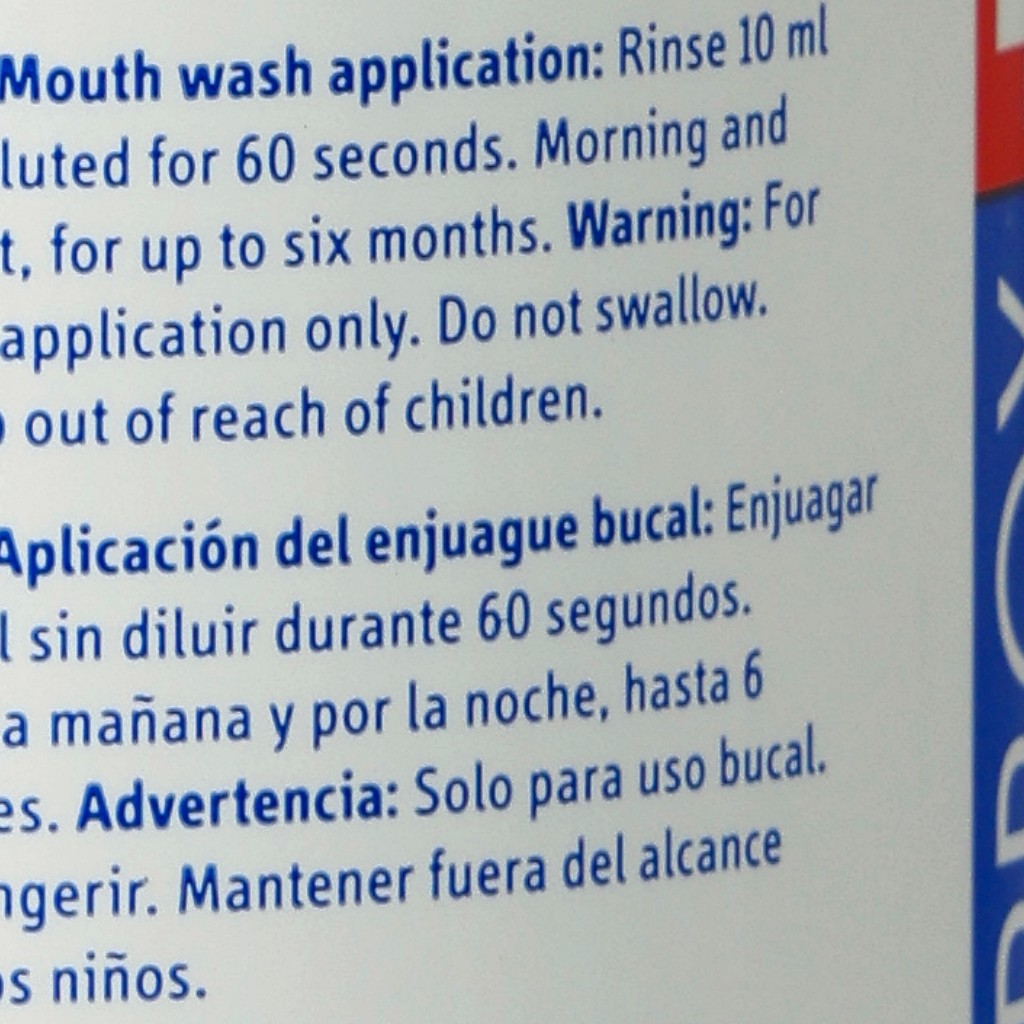 Mouth wash application: Rinse 10 ml
luted for 60 seconds. Morning and
t, for up to six months. Warning: For
application only. Do not swallow.
out of reach of children.
Aplicación del enjuague bucal: Enjuagar
l sin diluir durante 60 segundos.
a mañana y por la noche, hasta 6
es. Advertencia: Solo para uso bucal.
ngerir. Mantener fuera del alcance
os niños.